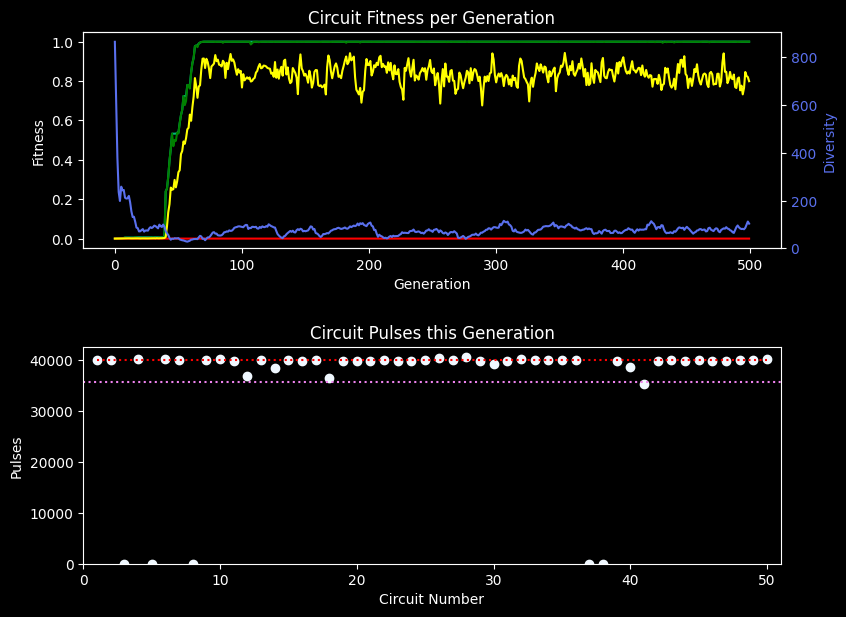 Circuit Fitness per Generation
1.0
0.8
0.6
0.4
0.2
0.0
Fitness
800
600
400
200
0
Diversity
0 100 200 300 400 500
Generation
Circuit Pulses this Generation
40000
30000
20000
10000
0
Pulses
0 10 20 30 40 50
Circuit Number